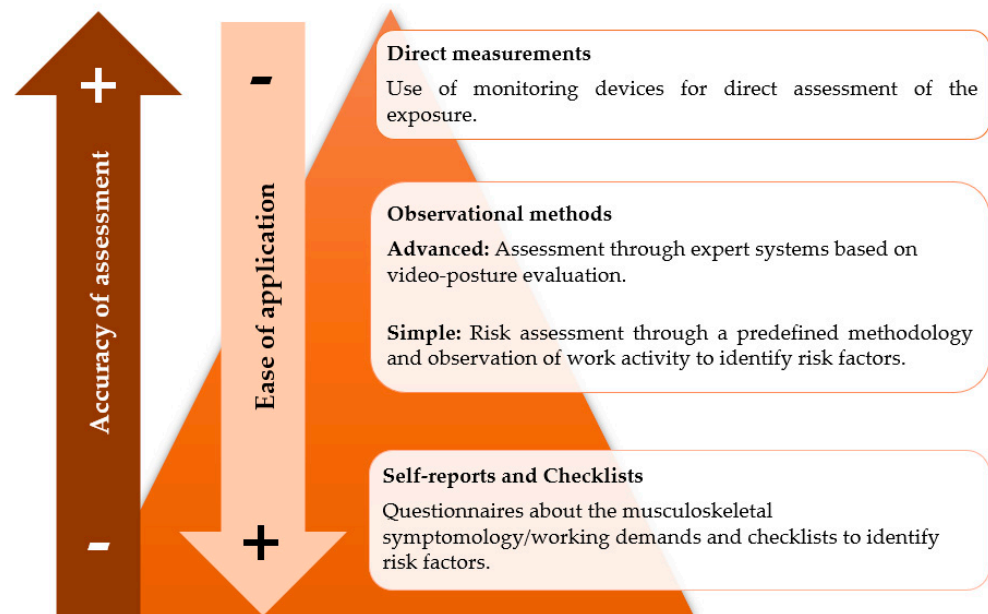 +
-
Accuracy of assessment
-
+
Ease of application
Direct measurements
Use of monitoring devices for direct assessment of the
exposure.
Observational methods
Advanced: Assessment through expert systems based on
video-posture evaluation.
Simple: Risk assessment through a predefined methodology
and observation of work activity to identify risk factors.
Self-reports and Checklists
Questionnaires about the musculoskeletal
symptomology/working demands and checklists to identify
risk factors.